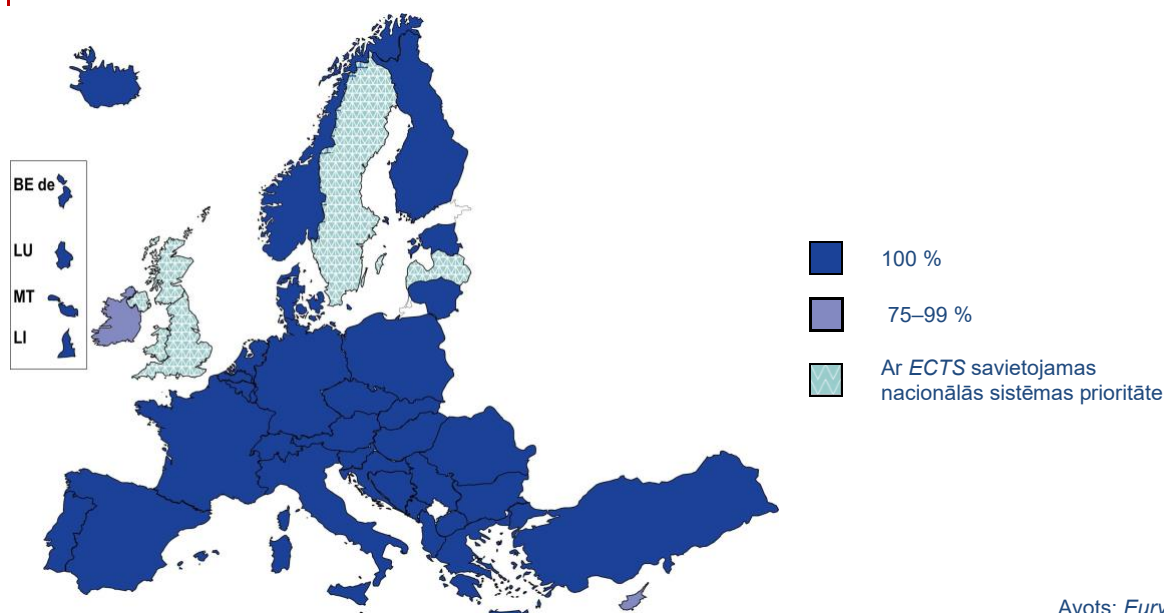 BE de
LU
MT
LI
100 %
75–99 %
Ar ECTS savietojamas
nacionālās sistēmas prioritāte
Avots: